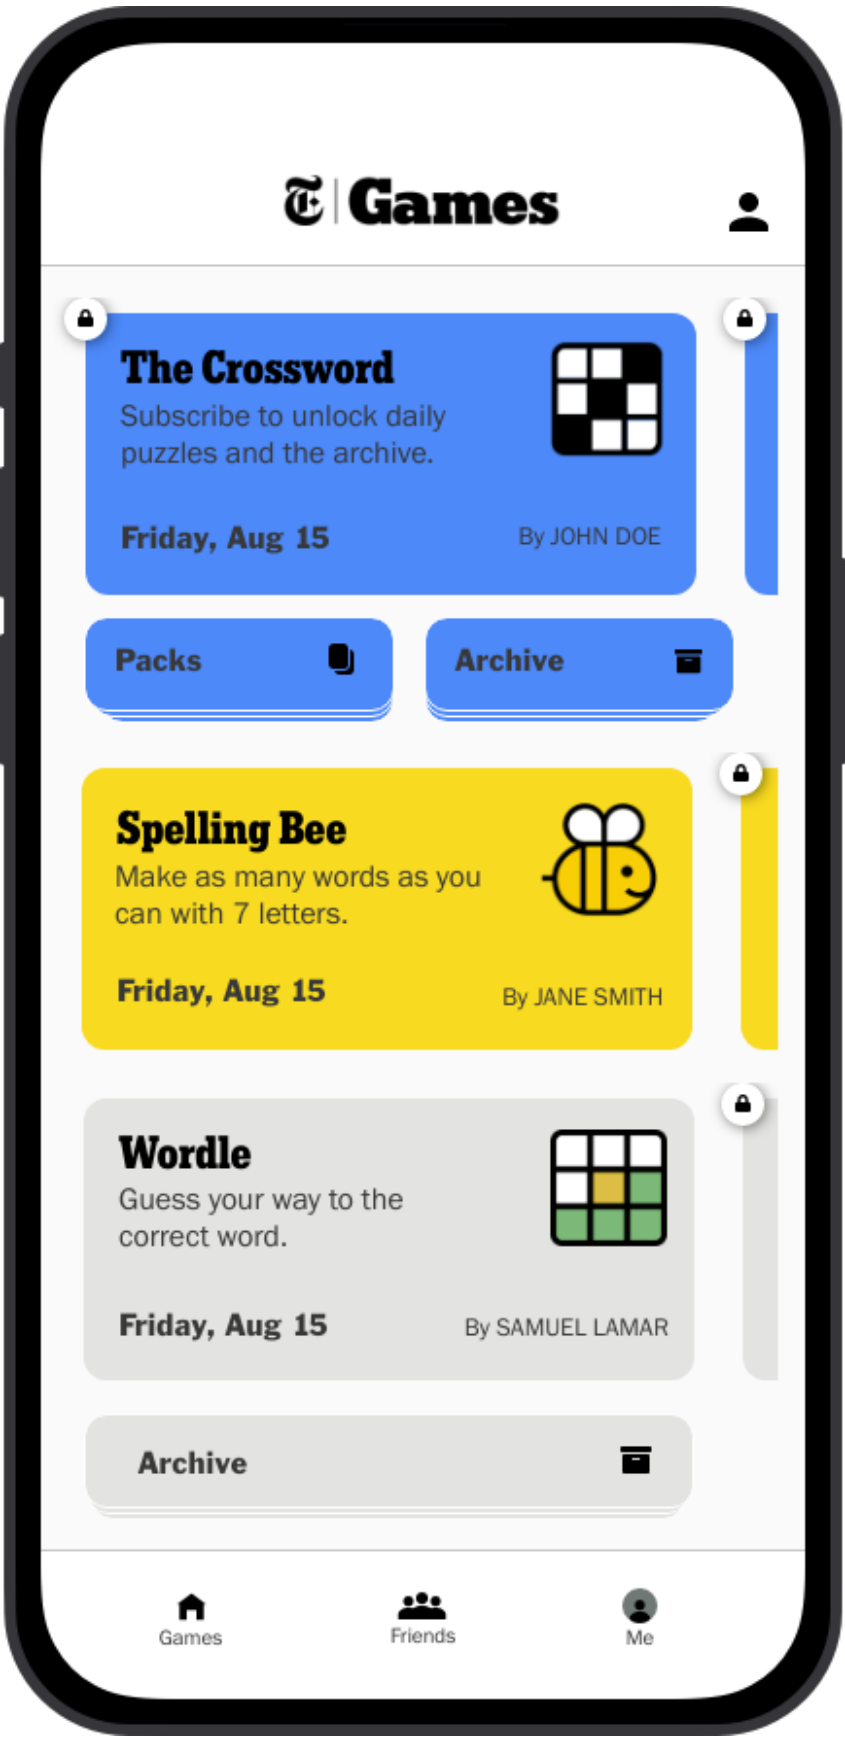 T | Games
The Crossword
Subscribe to unlock daily
puzzles and the archive.
Friday, Aug 15
By JOHN DOE
Packs
Archive
Spelling Bee
Make as many words as you
can with 7 letters.
Friday, Aug 15
By JANE SMITH
Wordle
Guess your way to the
correct word.
Friday, Aug 15
By SAMUEL LAMAR
Archive
Games
Friends
Me